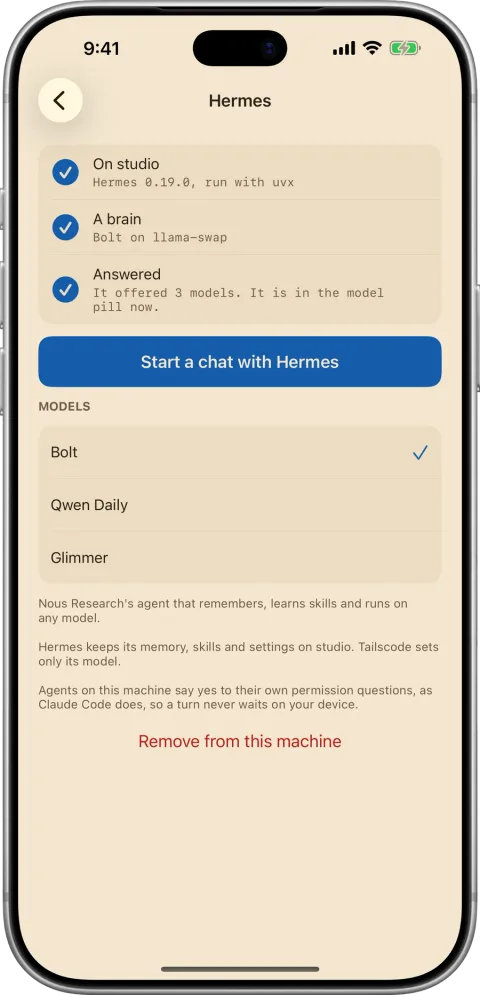 9:41
Hermes
On studio
Hermes 0.19.0, run with uvx
A brain
Bolt on llama-swap
Answered
It offered 3 models. It is in the model
pill now.
Start a chat with Hermes
MODELS
Bolt
Qwen Daily
Glimmer
Nous Research's agent that remembers, learns skills and runs on
any model.
Hermes keeps its memory, skills and settings on studio. Tailscode sets
only its model.
Agents on this machine say yes to their own permission questions, as
Claude Code does, so a turn never waits on your device.
Remove from this machine